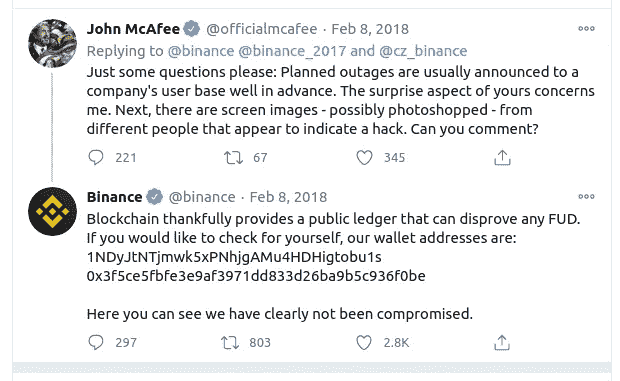 John McAfee @officialmcafee · Feb 8, 2018
Replying to @binance @binance_2017 and @cz_binance
Just some questions please: Planned outages are usually announced to a
company's user base well in advance. The surprise aspect of yours concerns
me. Next, there are screen images - possibly photoshopped - from
different people that appear to indicate a hack. Can you comment?
221 67 345
Binance @binance · Feb 8, 2018
Blockchain thankfully provides a public ledger that can disprove any FUD.
If you would like to check for yourself, our wallet addresses are:
1NDyJtNTjmwk5xPNhjgAMu4HDHigtobu1s
0x3f5ce5fbfe3e9af3971dd833d26ba9b5c936f0be
Here you can see we have clearly not been compromised.
297 803 2.8K